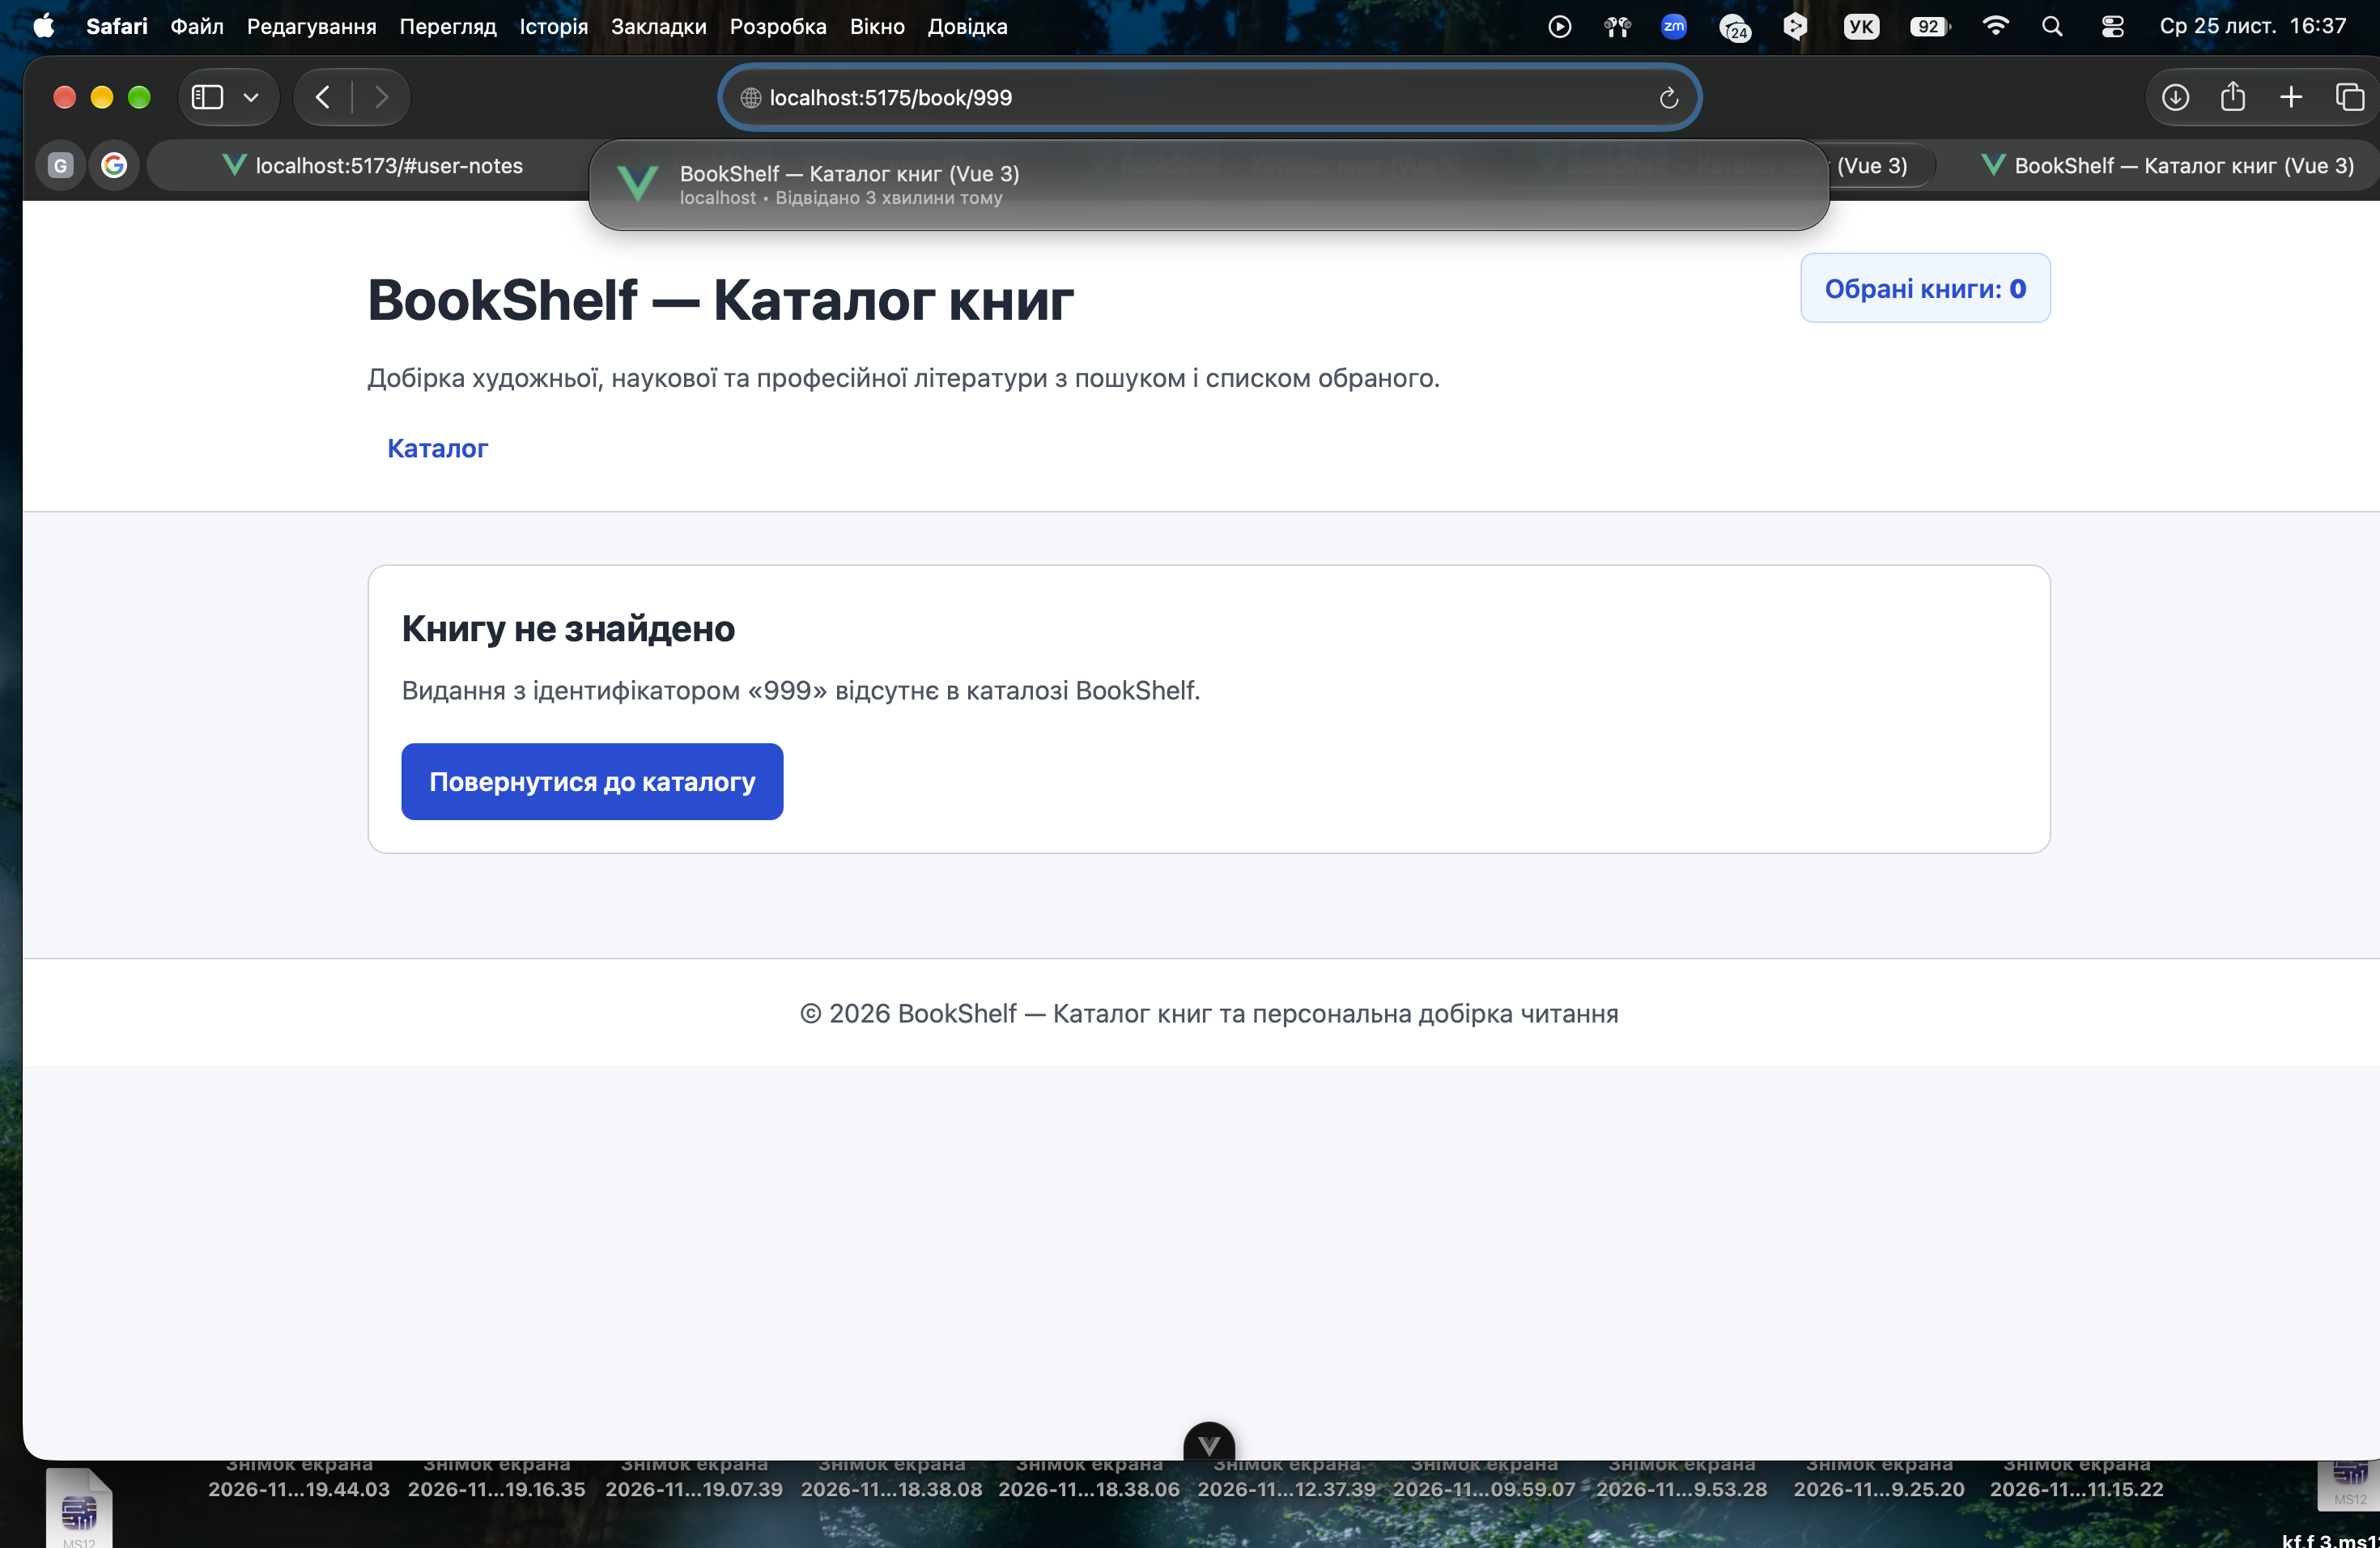 Safari Файл Редагування Перегляд Історія Закладки Розробка Вікно Довідка zm 24 УК 92 Ср 25 лист. 16:37
localhost:5175/book/999
G G localhost:5173/#user-notes (Vue 3) BookShelf — Каталог книг (Vue 3)
BookShelf — Каталог книг (Vue 3)
localhost • Відвідано 3 хвилини тому
BookShelf — Каталог книг
Обрані книги: 0
Добірка художньої, наукової та професійної літератури з пошуком і списком обраного.
Каталог
Книгу не знайдено
Видання з ідентифікатором «999» відсутнє в каталозі BookShelf.
Повернутися до каталогу
© 2026 BookShelf — Каталог книг та персональна добірка читання
Знімок екрана Знімок екрана Знімок екрана Знімок екрана Знімок екрана Знімок екрана Знімок екрана Знімок екрана Знімок екрана Знімок екрана
2026-11...19.44.03 2026-11...19.16.35 2026-11...19.07.39 2026-11...18.38.08 2026-11...18.38.06 2026-11...12.37.39 2026-11...09.59.07 2026-11...9.53.28 2026-11...9.25.20 2026-11...11.15.22
MS12 MS12